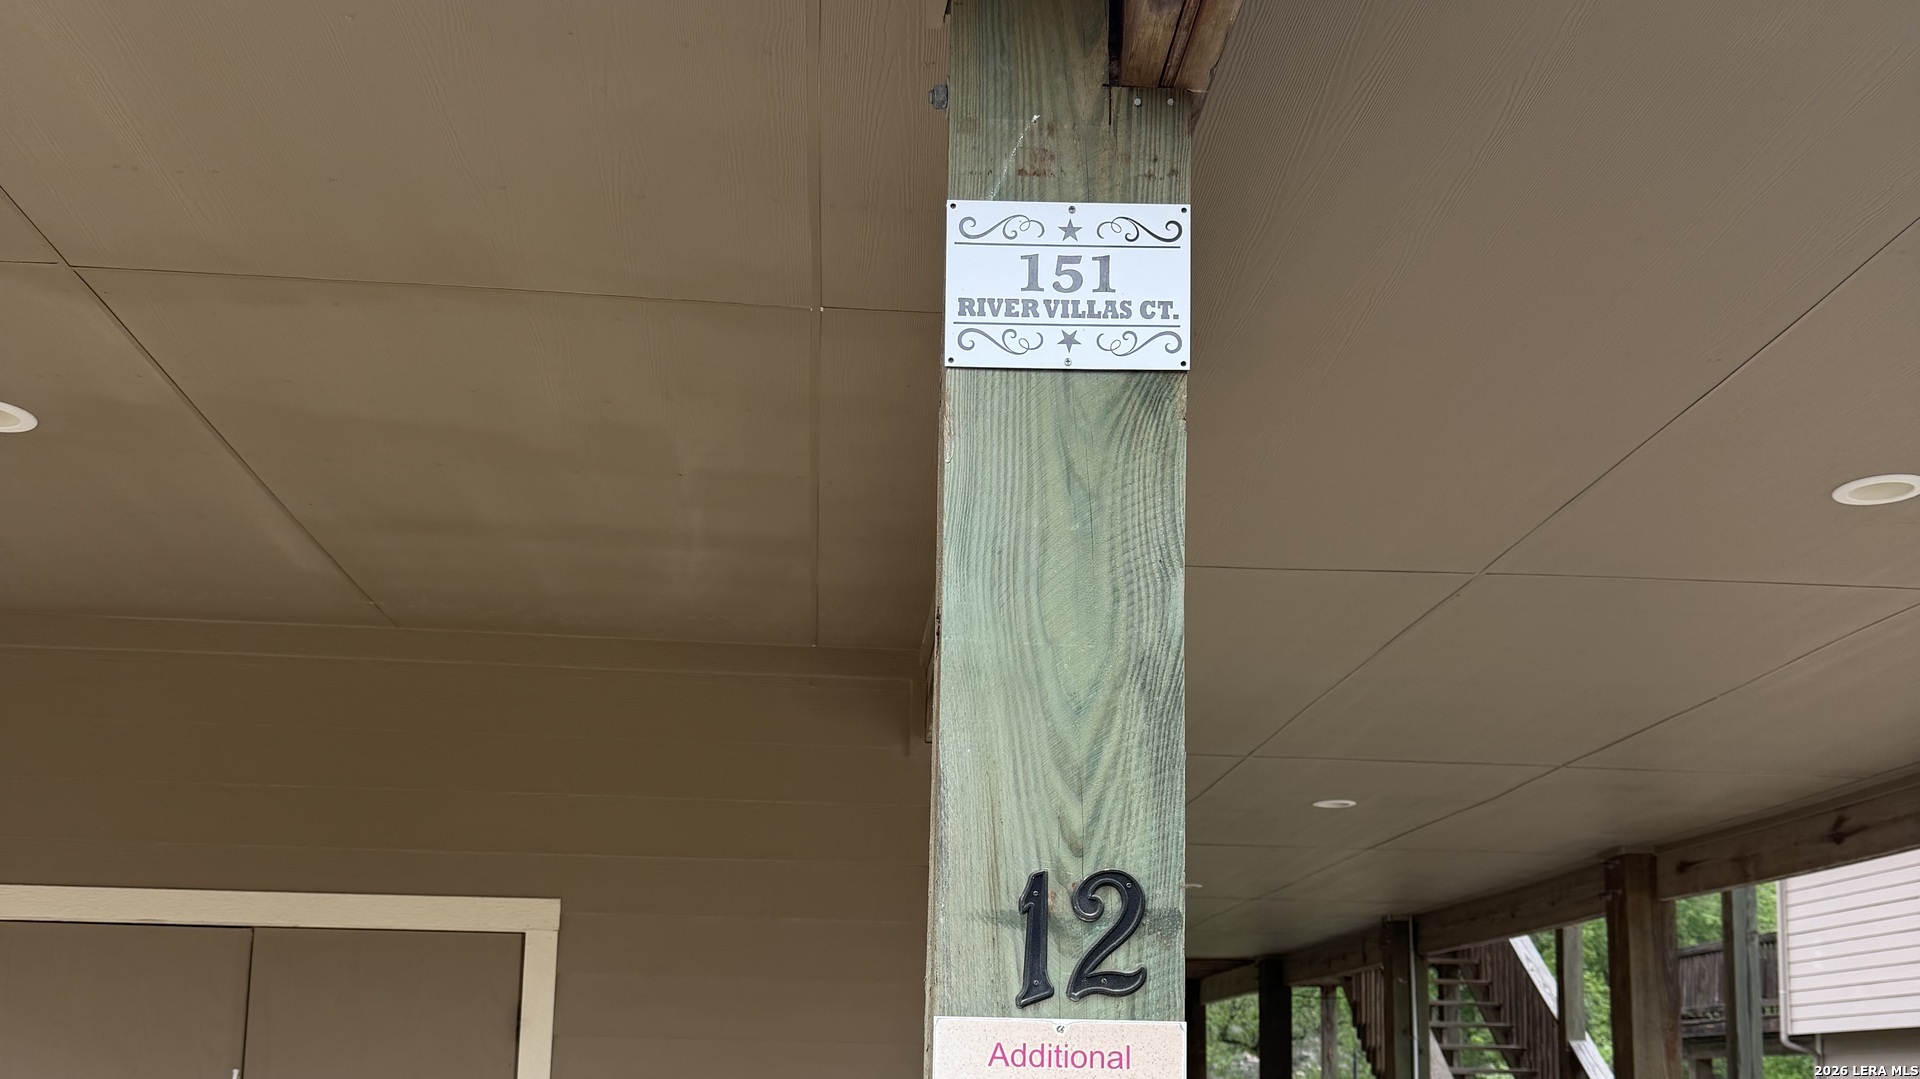 151
RIVER VILLAS CT.
12
Additional
2026 LERA MLS